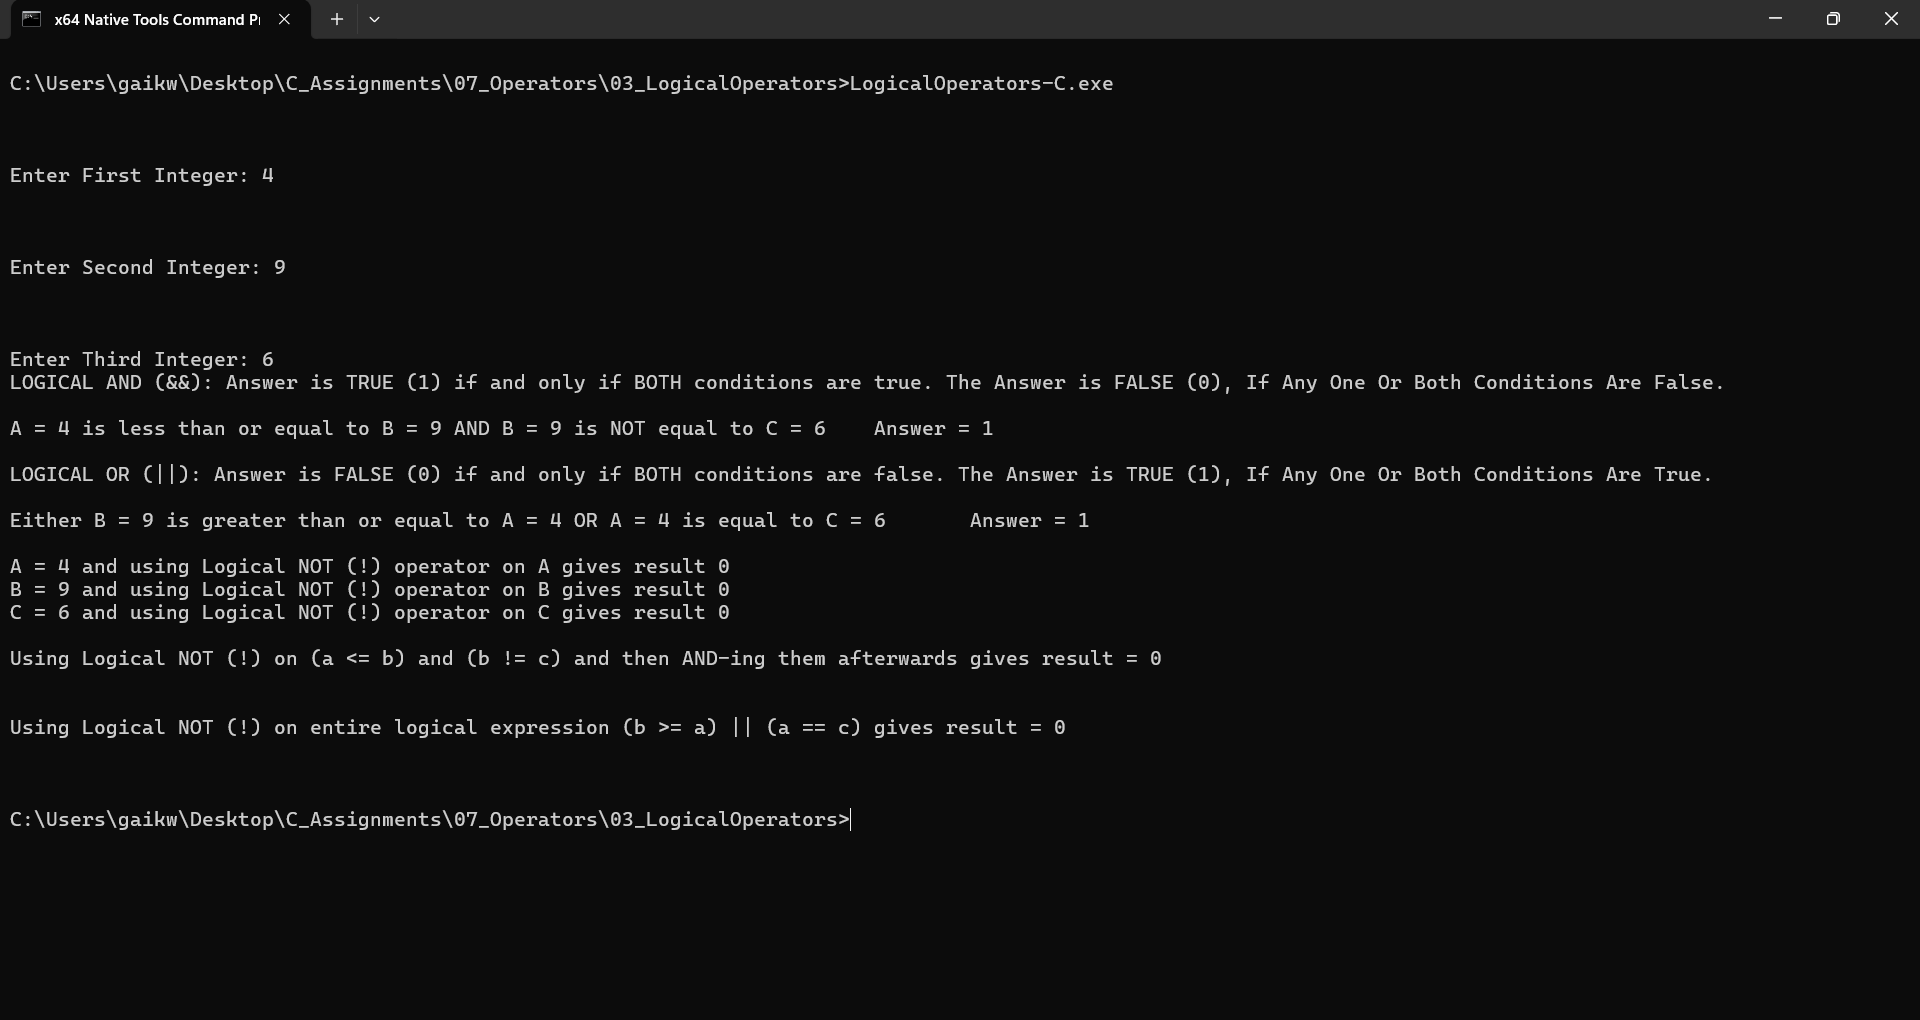 x64 Native Tools Command P
C:\Users\gaikw\Desktop\C_Assignments\07_Operators\03_LogicalOperators>LogicalOperators-C.exe
Enter First Integer: 4
Enter Second Integer: 9
Enter Third Integer: 6
LOGICAL AND (&&): Answer is TRUE (1) if and only if BOTH conditions are true. The Answer is FALSE (0), If Any One Or Both Conditions Are False.
A = 4 is less than or equal to B = 9 AND B = 9 is NOT equal to C = 6    Answer = 1
LOGICAL OR (||): Answer is FALSE (0) if and only if BOTH conditions are false. The Answer is TRUE (1), If Any One Or Both Conditions Are True.
Either B = 9 is greater than or equal to A = 4 OR A = 4 is equal to C = 6       Answer = 1
A = 4 and using Logical NOT (!) operator on A gives result 0
B = 9 and using Logical NOT (!) operator on B gives result 0
C = 6 and using Logical NOT (!) operator on C gives result 0
Using Logical NOT (!) on (a <= b) and (b != c) and then AND-ing them afterwards gives result = 0
Using Logical NOT (!) on entire logical expression (b >= a) || (a == c) gives result = 0
C:\Users\gaikw\Desktop\C_Assignments\07_Operators\03_LogicalOperators>